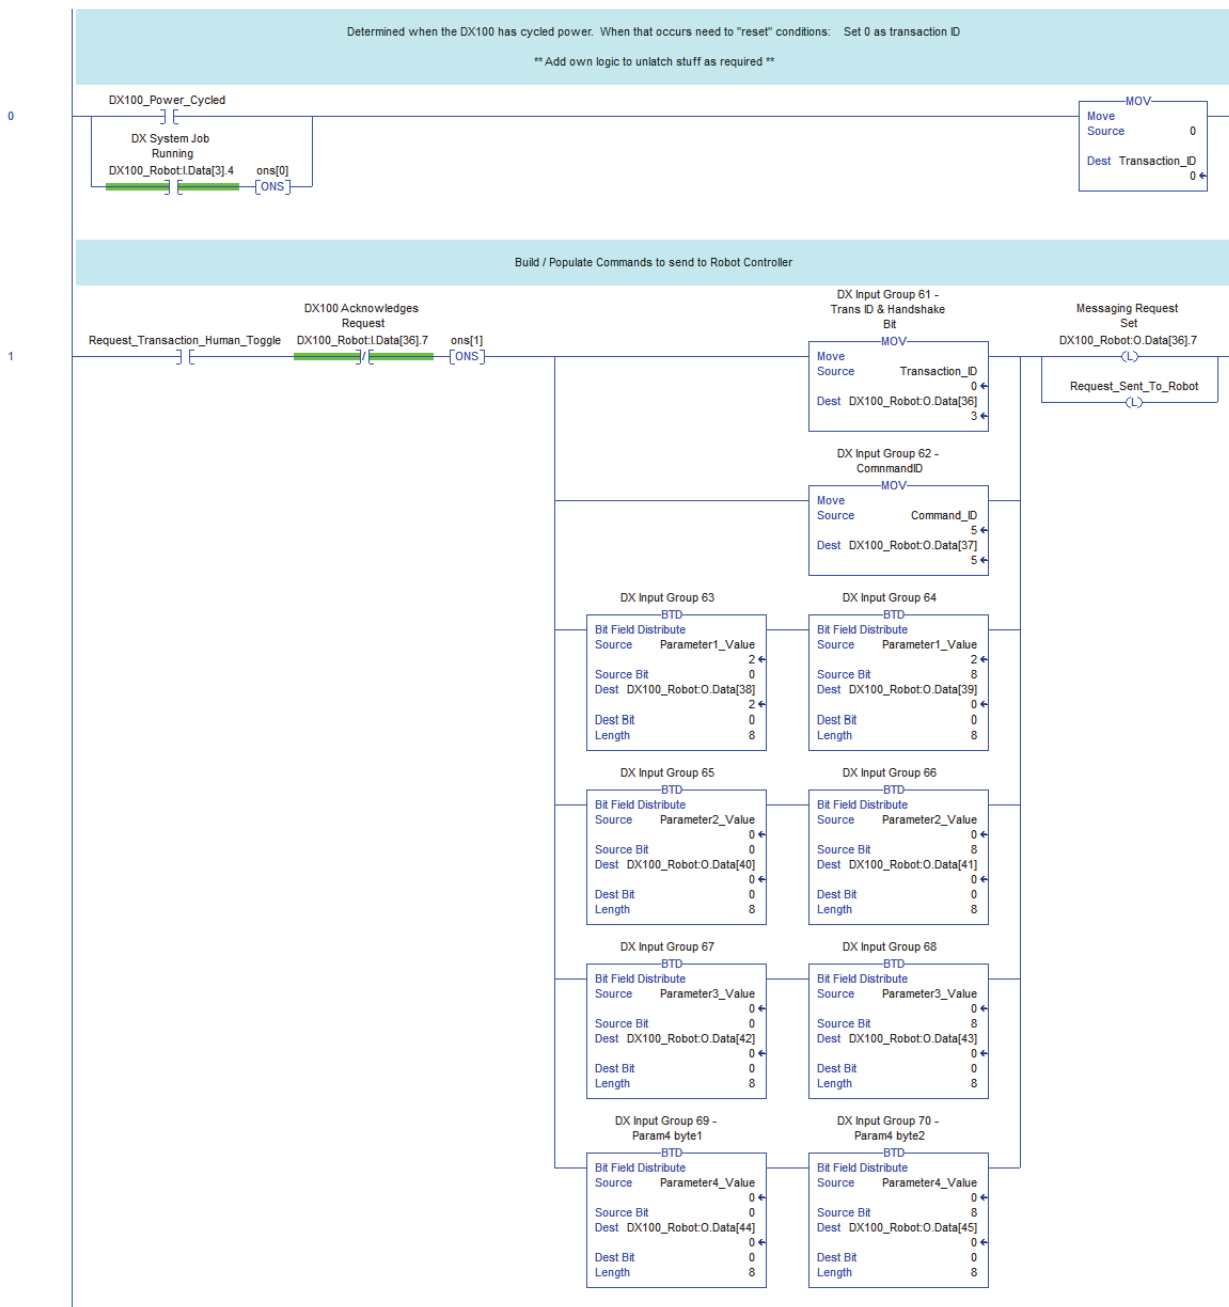 Determined when the DX100 has cycled power. When that occurs need to "reset" conditions: Set 0 as transaction ID
** Add own logic to unlatch stuff as required **
0
DX100_Power_Cycled
DX System Job
Running
DX100_Robot:I.Data[3].4
ons[0]
ONS
MOV
Move
Source 0
Dest Transaction_ID
0
Build / Populate Commands to send to Robot Controller
1
Request_Transaction_Human_Toggle
DX100 Acknowledges
Request
DX100_Robot:I.Data[36].7
ons[1]
ONS
DX Input Group 61 -
Trans ID & Handshake
Bit
MOV
Move
Source Transaction_ID
0
Dest DX100_Robot:O.Data[36]
3
Messaging Request
Set
DX100_Robot:O.Data[36].7
L
Request_Sent_To_Robot
L
DX Input Group 62 -
ComnmandID
MOV
Move
Source Command_ID
5
Dest DX100_Robot:O.Data[37]
5
DX Input Group 63
BTD
Bit Field Distribute
Source Parameter1_Value
2
Source Bit 0
Dest DX100_Robot:O.Data[38]
2
Dest Bit 0
Length 8
DX Input Group 64
BTD
Bit Field Distribute
Source Parameter1_Value
2
Source Bit 8
Dest DX100_Robot:O.Data[39]
0
Dest Bit 0
Length 8
DX Input Group 65
BTD
Bit Field Distribute
Source Parameter2_Value
0
Source Bit 0
Dest DX100_Robot:O.Data[40]
0
Dest Bit 0
Length 8
DX Input Group 66
BTD
Bit Field Distribute
Source Parameter2_Value
0
Source Bit 8
Dest DX100_Robot:O.Data[41]
0
Dest Bit 0
Length 8
DX Input Group 67
BTD
Bit Field Distribute
Source Parameter3_Value
0
Source Bit 0
Dest DX100_Robot:O.Data[42]
0
Dest Bit 0
Length 8
DX Input Group 68
BTD
Bit Field Distribute
Source Parameter3_Value
0
Source Bit 8
Dest DX100_Robot:O.Data[43]
0
Dest Bit 0
Length 8
DX Input Group 69 -
Param4 byte1
BTD
Bit Field Distribute
Source Parameter4_Value
0
Source Bit 0
Dest DX100_Robot:O.Data[44]
0
Dest Bit 0
Length 8
DX Input Group 70 -
Param4 byte2
BTD
Bit Field Distribute
Source Parameter4_Value
0
Source Bit 8
Dest DX100_Robot:O.Data[45]
0
Dest Bit 0
Length 8